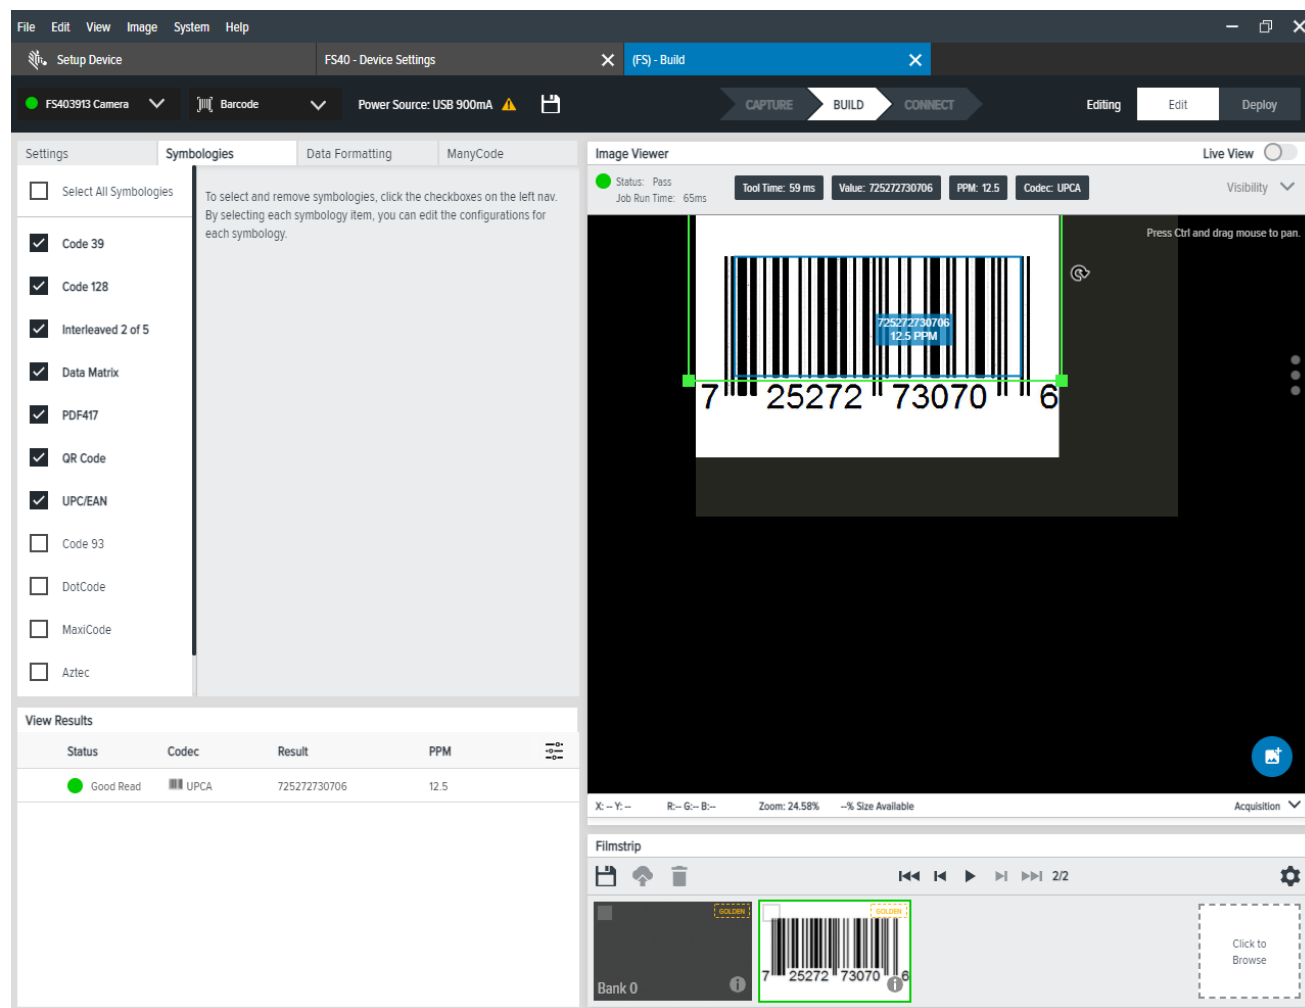 File Edit View Image System Help
Setup Device
FS40 - Device Settings
(FS) - Build
FS403913 Camera
Barcode
Power Source: USB 900mA
CAPTURE
BUILD
CONNECT
Editing
Edit
Deploy
Settings
Symbologies
Data Formatting
ManyCode
Select All Symbologies
Code 39
Code 128
Interleaved 2 of 5
Data Matrix
PDF417
QR Code
UPC/EAN
Code 93
DotCode
MaxiCode
Aztec
To select and remove symbologies, click the checkboxes on the left nav.
By selecting each symbology item, you can edit the configurations for
each symbology.
View Results
Status Codec Result PPM
Good Read UPCA 725272730706 12.5
Image Viewer
Live View
Status: Pass
Job Run Time: 65ms
Tool Time: 59 ms
Value: 725272730706
PPM: 12.5
Codec: UPCA
Visibility
Press Ctrl and drag mouse to pan.
725272730706
12.5 PPM
7 25272 73070 6
X: -- Y: -- R:-- G:-- B:-- Zoom: 24.58% --% Size Available
Acquisition
Filmstrip
2/2
GOLDEN
Bank 0
GOLDEN
7 25272 73070 6
Click to
Browse